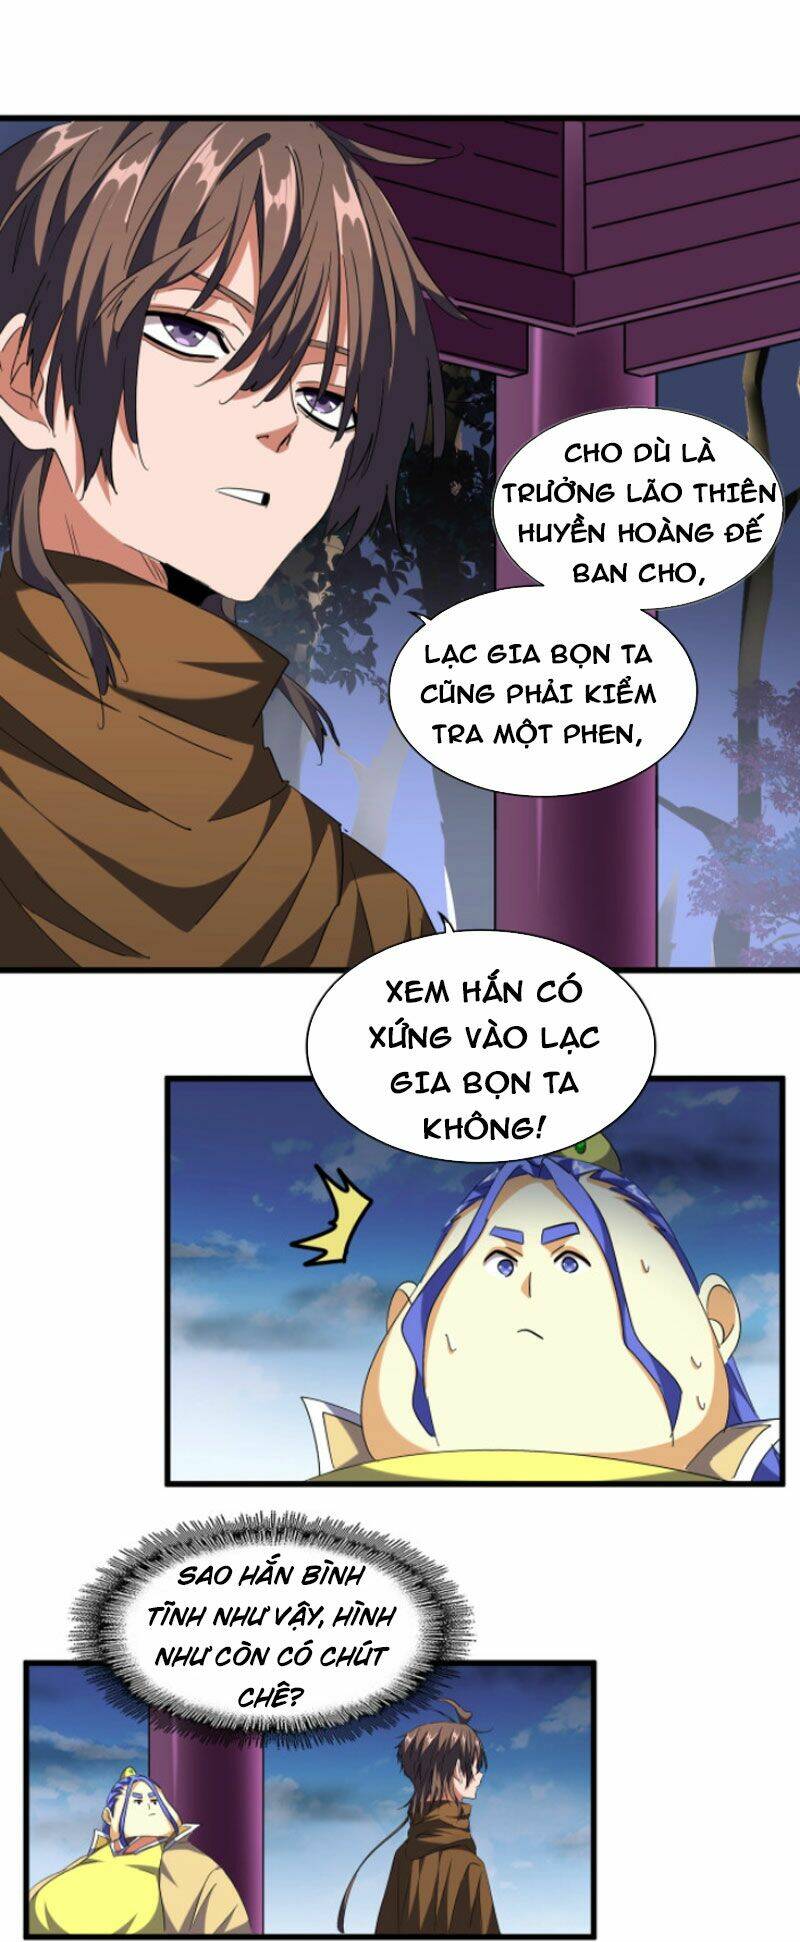 CHO DÙ LÀ
TRƯỞNG LÃO THIÊN
HUYỀN HOÀNG ĐẾ
BAN CHO,
LẠC GIA BỌN TA
CŨNG PHẢI KIỂM
TRA MỘT PHEN,
XEM HẮN CÓ
XỨNG VÀO LẠC
GIA BỌN TA
KHÔNG!
SAO HẮN BÌNH
TĨNH NHƯ VẬY, HÌNH
NHƯ CÒN CÓ CHÚT
CHÊ?